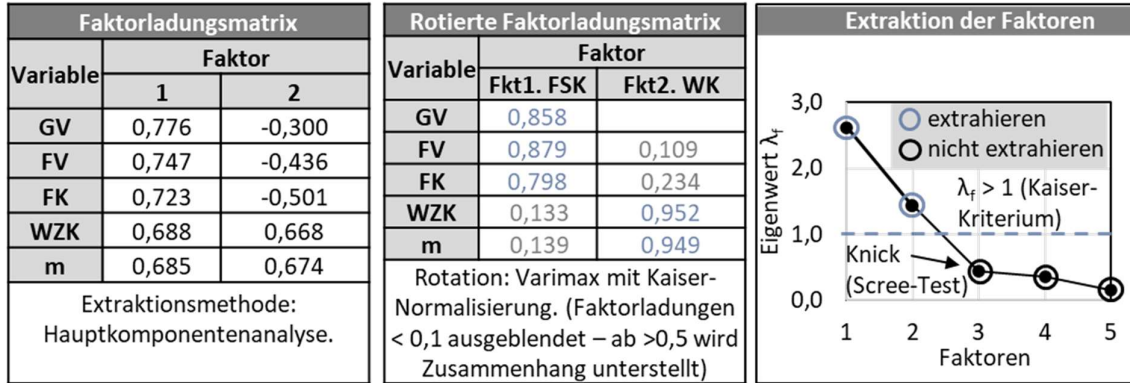 Faktorladungsmatrix
Variable Faktor
1 2
GV 0,776 -0,300
FV 0,747 -0,436
FK 0,723 -0,501
WZK 0,688 0,668
m 0,685 0,674
Extraktionsmethode:
Hauptkomponentenanalyse.
Rotierte Faktorladungsmatrix
Variable Faktor
Fkt1. FSK Fkt2. WK
GV 0,858
FV 0,879 0,109
FK 0,798 0,234
WZK 0,133 0,952
m 0,139 0,949
Rotation: Varimax mit Kaiser-
Normalisierung. (Faktorladungen
< 0,1 ausgeblendet – ab >0,5 wird
Zusammenhang unterstellt)
Extraktion der Faktoren
Eigenwert λf
3,0
2,0
1,0
0,0
extrahieren
nicht extrahieren
λf > 1 (Kaiser-
Kriterium)
Knick
(Scree-Test)
1 2 3 4 5
Faktoren